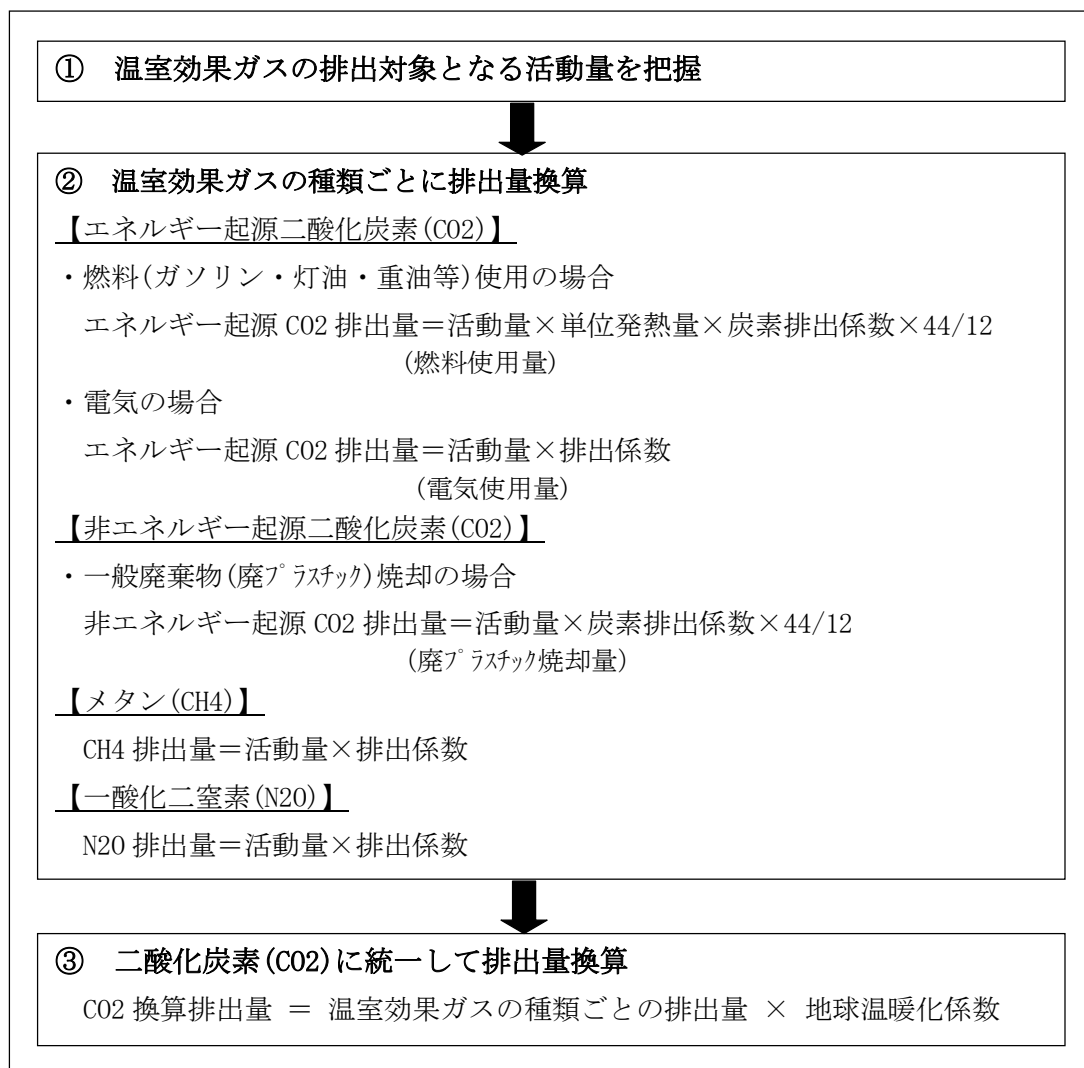 ① 温室効果ガスの排出対象となる活動量を把握
② 温室効果ガスの種類ごとに排出量換算
【エネルギー起源二酸化炭素(CO2)】
・燃料(ガソリン・灯油・重油等)使用の場合
エネルギー起源 CO2 排出量＝活動量×単位発熱量×炭素排出係数×44/12
(燃料使用量)
・電気の場合
エネルギー起源 CO2 排出量＝活動量×排出係数
(電気使用量)
【非エネルギー起源二酸化炭素(CO2)】
・一般廃棄物(廃ﾌﾟﾗｽﾁｯｸ)焼却の場合
非エネルギー起源 CO2 排出量＝活動量×炭素排出係数×44/12
(廃ﾌﾟﾗｽﾁｯｸ焼却量)
【メタン(CH4)】
CH4 排出量＝活動量×排出係数
【一酸化二窒素(N2O)】
N2O 排出量＝活動量×排出係数
③ 二酸化炭素(CO2)に統一して排出量換算
CO2 換算排出量 ＝ 温室効果ガスの種類ごとの排出量 × 地球温暖化係数